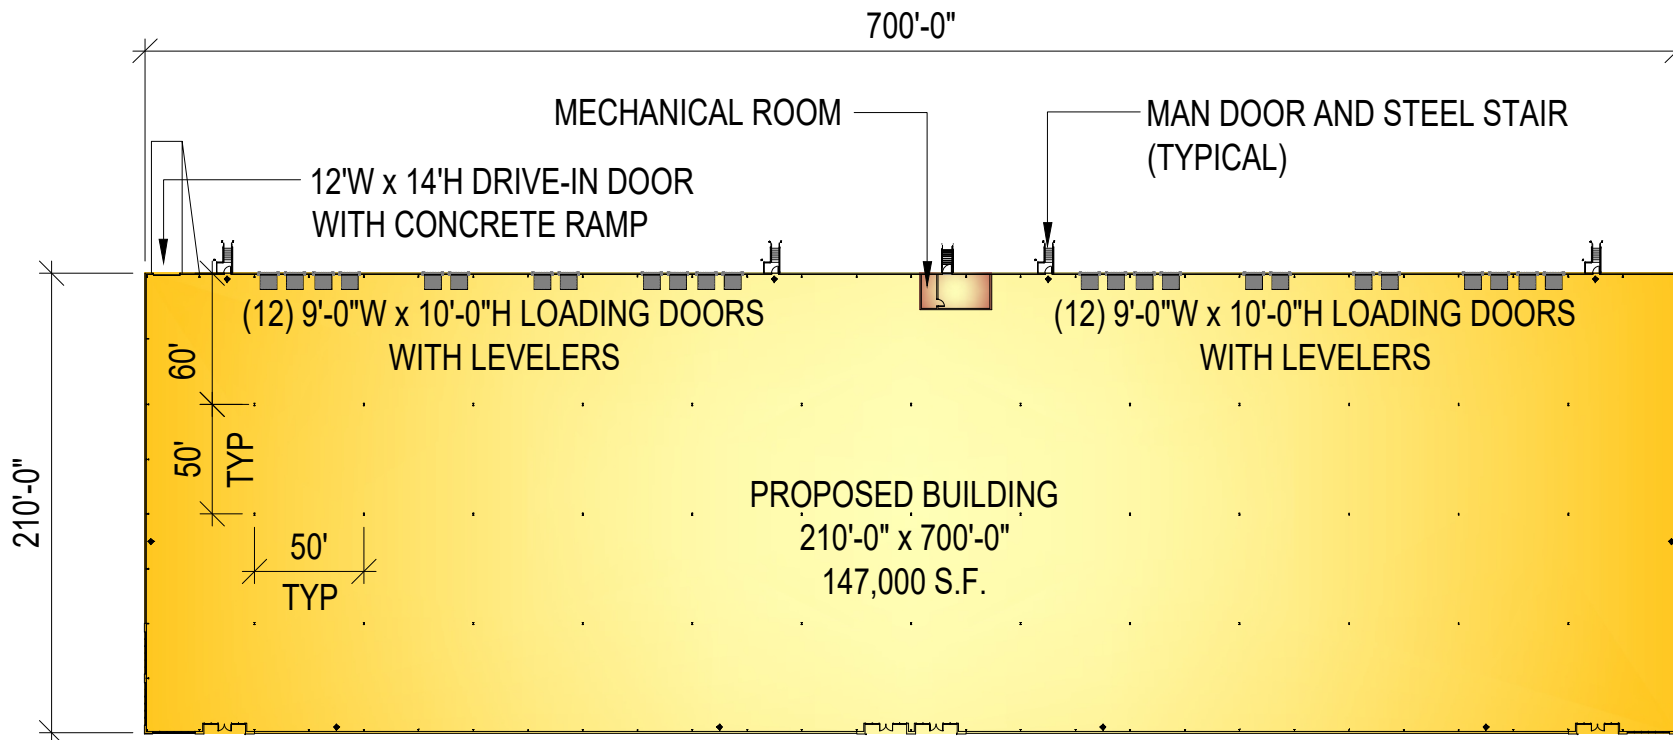 700'-0"
MECHANICAL ROOM
MAN DOOR AND STEEL STAIR
(TYPICAL)
12'W x 14'H DRIVE-IN DOOR
WITH CONCRETE RAMP
(12) 9'-0"W x 10'-0"H LOADING DOORS
WITH LEVELERS
(12) 9'-0"W x 10'-0"H LOADING DOORS
WITH LEVELERS
60'
50'
TYP
210'-0"
50'
TYP
PROPOSED BUILDING
210'-0" x 700'-0"
147,000 S.F.